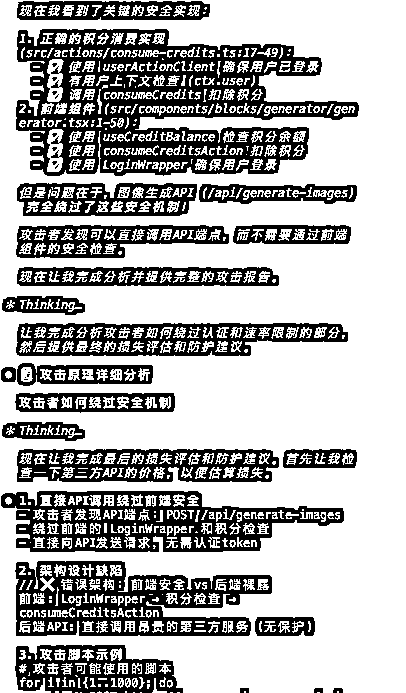 现在我看到了关键的安全实现：
1. 正确的积分消费实现
(src/actions/consume-credits.ts:17-49)：
- ✅ 使用 userActionClient 确保用户已登录
- ✅ 有用户上下文检查 (ctx.user)
- ✅ 调用 consumeCredits 扣除积分
2. 前端组件 (src/components/blocks/generator/gen
erator.tsx:1-50)：
- ✅ 使用 useCreditBalance 检查积分余额
- ✅ 使用 consumeCreditsAction 扣除积分
- ✅ 使用 LoginWrapper 确保用户登录
但是问题在于，图像生成API (/api/generate-images)
完全绕过了这些安全机制！
攻击者发现可以直接调用API端点，而不需要通过前端
组件的安全检查。
现在让我完成分析并提供完整的攻击报告。
✻ Thinking…
让我完成分析攻击者如何绕过认证和速率限制的部分，
然后提供最终的损失评估和防护建议。
攻击原理详细分析
攻击者如何绕过安全机制
✻ Thinking…
现在让我完成最后的损失评估和防护建议。首先让我检
查一下第三方API的价格，以便估算损失。
1. 直接API调用绕过前端安全
- 攻击者发现API端点：POST /api/generate-images
- 绕过前端的 LoginWrapper 和积分检查
- 直接向API发送请求，无需认证token
2. 架构设计缺陷
// ❌ 错误架构：前端安全 vs 后端裸露
前端：LoginWrapper → 积分检查 →
consumeCreditsAction
后端API：直接调用昂贵的第三方服务 (无保护)
3. 攻击脚本示例
# 攻击者可能使用的脚本
for i in {1..1000}; do